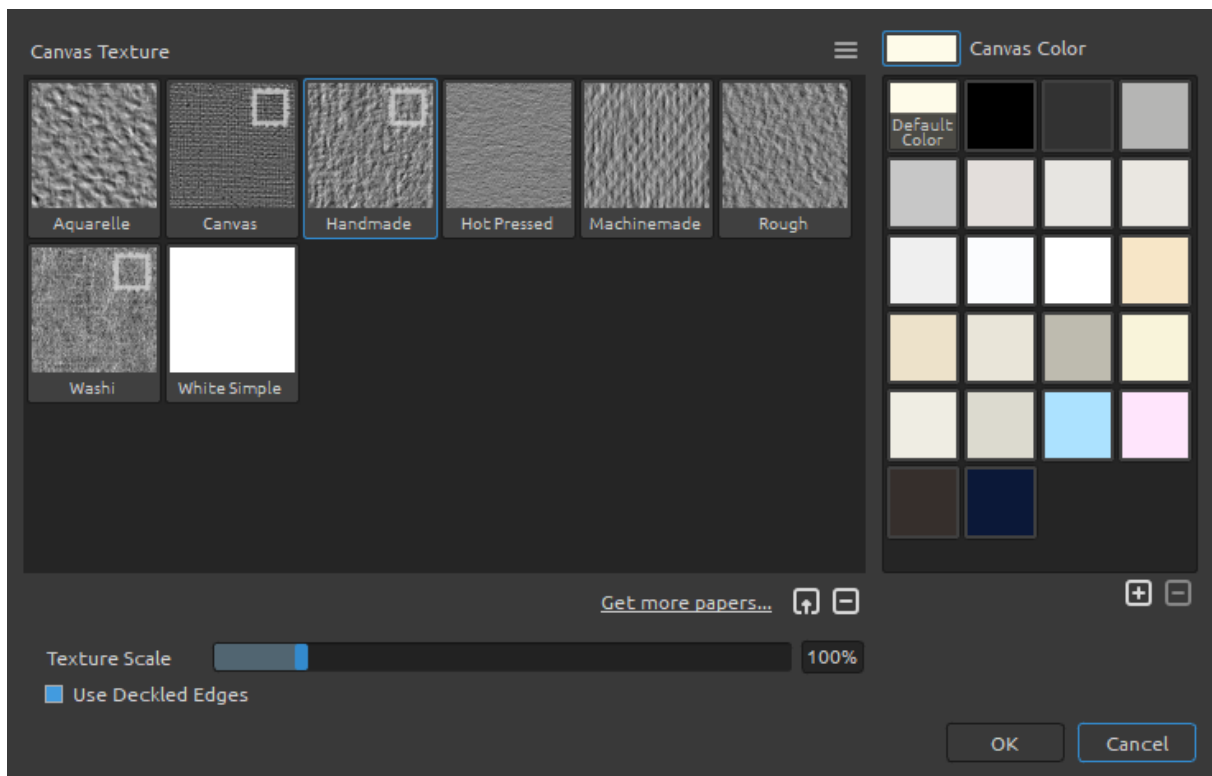 Canvas Texture
Canvas Color
Default
Color
Aquarelle
Canvas
Handmade
Hot Pressed
Machinemade
Rough
Washi
White Simple
Get more papers...
Texture Scale
100%
Use Deckled Edges
OK
Cancel